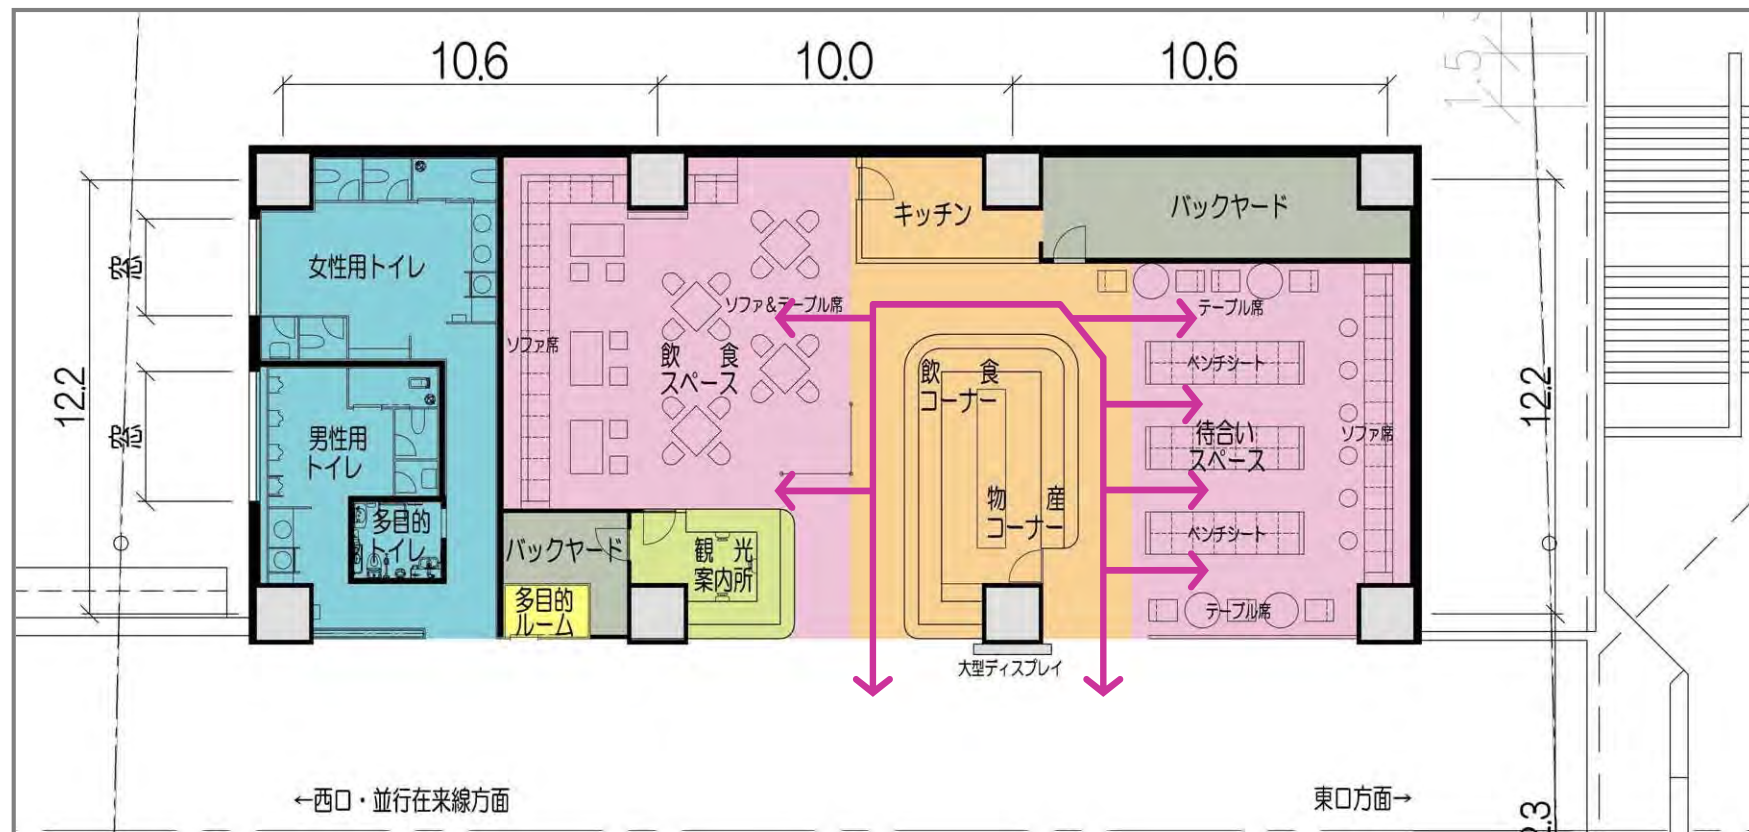 10.6
10.0
10.6
1.5
キッチン
バックヤード
女性用トイレ
窓
窓
12.2
12.2
ソファ&テーブル席
テーブル席
ソファ席
飲食
スペース
ベンチシート
飲食
コーナー
男性用
トイレ
待合い
スペース
ソファ席
物産
コーナー
多目的
トイレ
バックヤード
観光
案内所
ベンチシート
多目的
ルーム
テーブル席
大型ディスプレイ
←西口・並行在来線方面
東口方面→